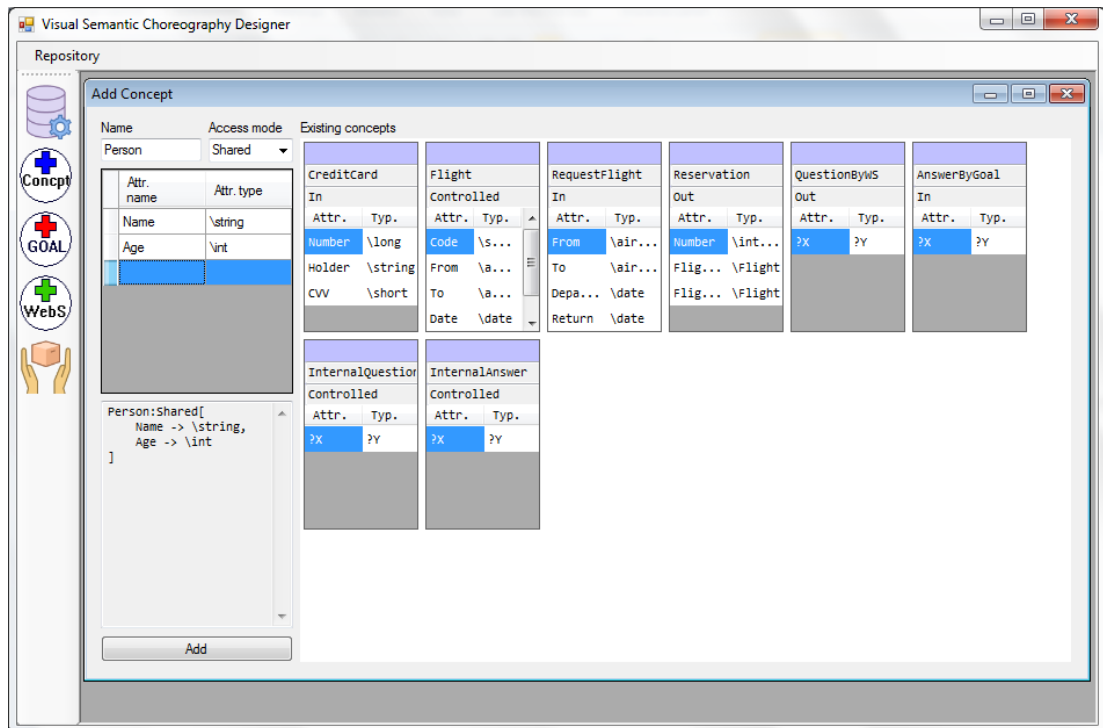 Visual Semantic Choreography Designer
Repository
Concpt
GOAL
WebS
Add Concept
Name Access mode Existing concepts
Person Shared
Attr. name Attr. type
Name \string
Age \int
Person:Shared[
Name -> \string,
Age -> \int
]
Add
CreditCard
In
Attr. Typ.
Number \long
Holder \string
CVV \short
Flight
Controlled
Attr. Typ.
Code \s...
From \a...
To \a...
Date \date
RequestFlight
In
Attr. Typ.
From \air...
To \air...
Depa... \date
Return \date
Reservation
Out
Attr. Typ.
Number \int...
Flig... \Flight
Flig... \Flight
QuestionByWS
Out
Attr. Typ.
?X ?Y
AnswerByGoal
In
Attr. Typ.
?X ?Y
InternalQuestior
Controlled
Attr. Typ.
?X ?Y
InternalAnswer
Controlled
Attr. Typ.
?X ?Y